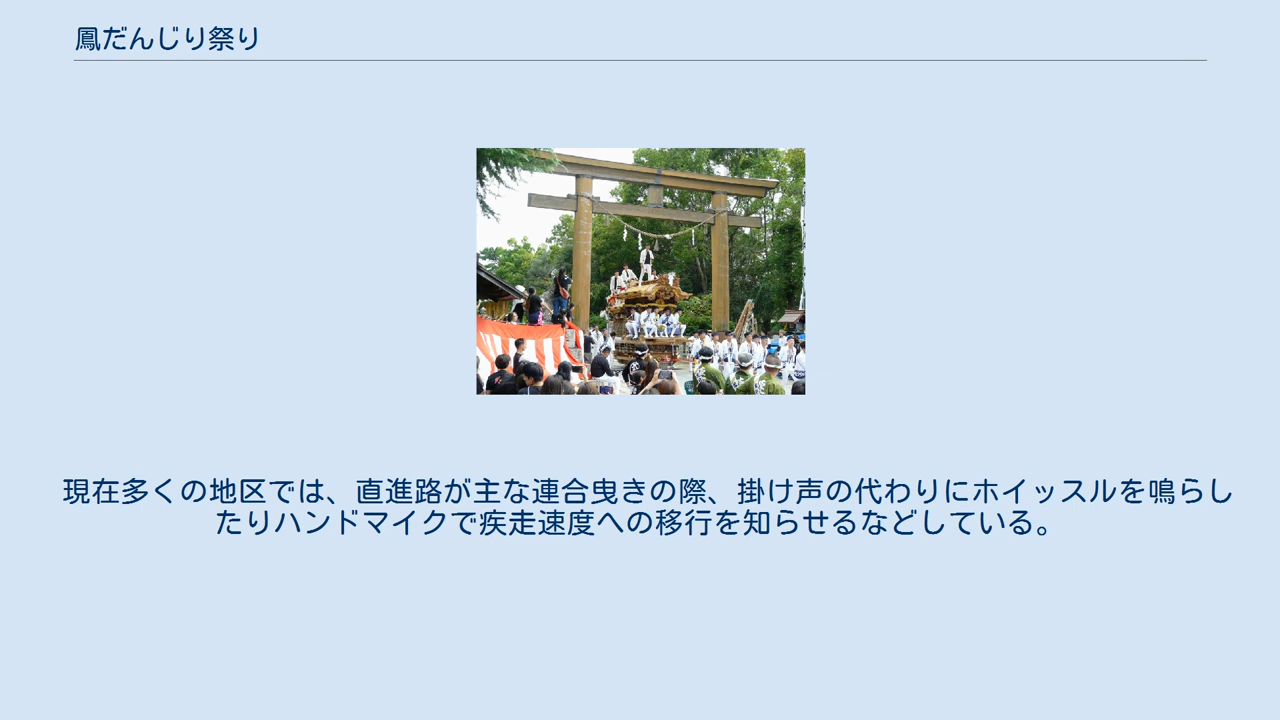 鳳だんじり祭り
現在多くの地区では、直進路が主な連合曳きの際、掛け声の代わりにホイッスルを鳴らし
たりハンドマイクで疾走速度への移行を知らせるなどしている。